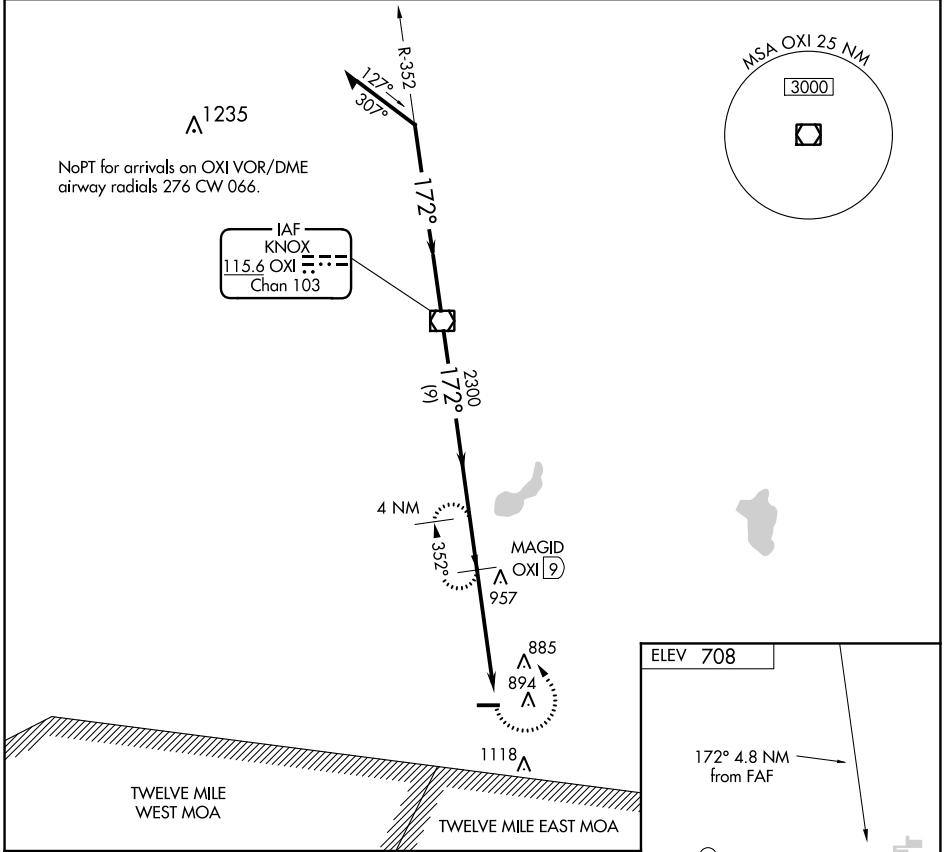 R-352
127°
307°
1235
MSA OXI 25 NM
3000
NoPT for arrivals on OXI VOR/DME
airway radials 276 CW 066.
172°
IAF
KNOX
115.6 OXI
Chan 103
2300
172°
(9)
4 NM
352°
MAGID
OXI 9
957
885
894
1118
ELEV 708
172° 4.8 NM
from FAF
TWELVE MILE
WEST MOA
TWELVE MILE EAST MOA